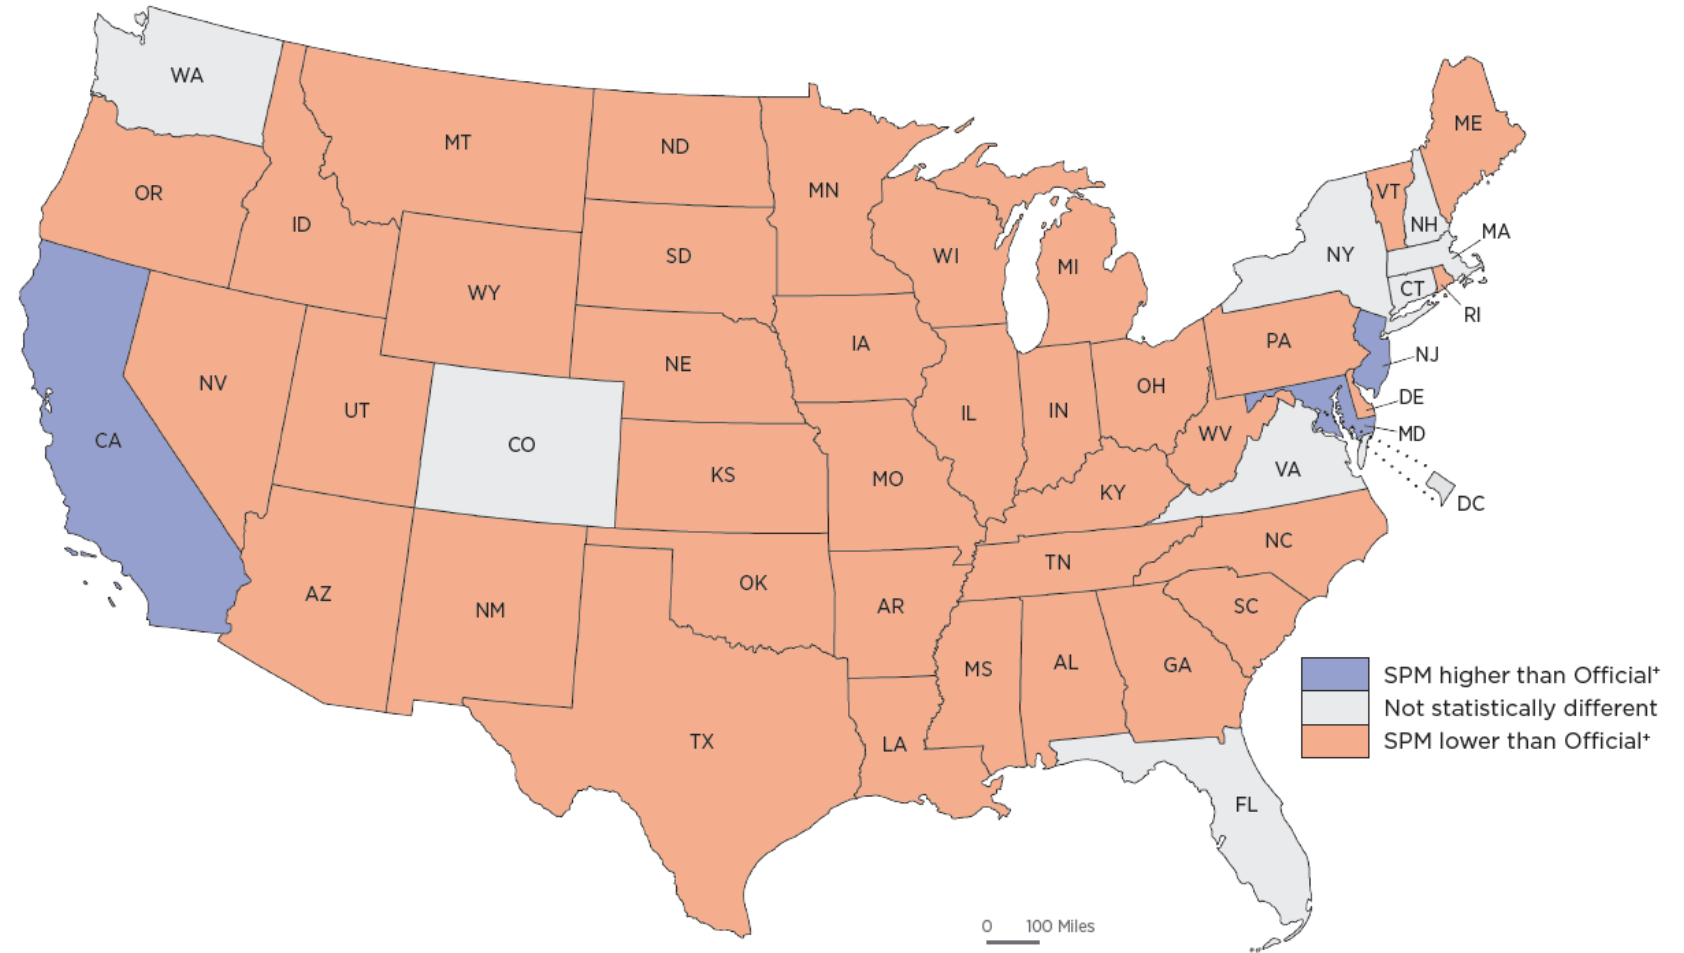 WA
MT
ND
ME
OR
ID
MN
VT
NH
MA
SD
WI
MI
NY
WY
CT
RI
IA
PA
NE
NJ
NV
UT
OH
DE
IL
IN
CA
CO
WV
MD
KS
MO
KY
VA
DC
NC
TN
OK
AZ
NM
AR
SC
MS
AL
GA
SPM higher than Official⁺
Not statistically different
SPM lower than Official⁺
TX
LA
FL
0 100 Miles